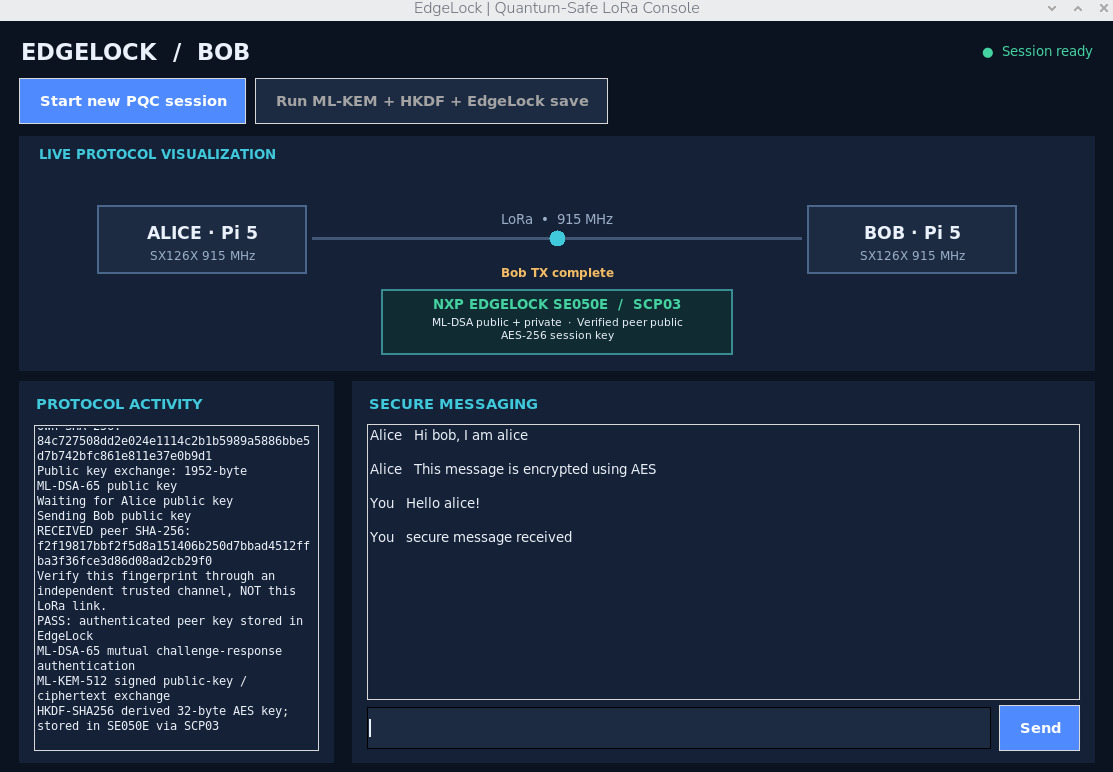 EdgeLock | Quantum-Safe LoRa Console
EDGELOCK / BOB
Session ready
Start new PQC session
Run ML-KEM + HKDF + EdgeLock save
LIVE PROTOCOL VISUALIZATION
ALICE · Pi 5
SX126X 915 MHz
LoRa • 915 MHz
BOB · Pi 5
SX126X 915 MHz
Bob TX complete
NXP EDGELOCK SE050E / SCP03
ML-DSA public + private · Verified peer public
AES-256 session key
PROTOCOL ACTIVITY
84c727508dd2e024e1114c2b1b5989a5886bbe5
d7b742bfc861e811e37e0b9d1
Public key exchange: 1952-byte
ML-DSA-65 public key
Waiting for Alice public key
Sending Bob public key
RECEIVED peer SHA-256:
f2f19817bbf2f5d8a151406b250d7bbad4512ff
ba3f36fce3d86d08ad2cb29f0
Verify this fingerprint through an
independent trusted channel, NOT this
LoRa link.
PASS: authenticated peer key stored in
EdgeLock
ML-DSA-65 mutual challenge-response
authentication
ML-KEM-512 signed public-key /
ciphertext exchange
HKDF-SHA256 derived 32-byte AES key;
stored in SE050E via SCP03
SECURE MESSAGING
Alice Hi bob, I am alice
Alice This message is encrypted using AES
You Hello alice!
You secure message received
Send